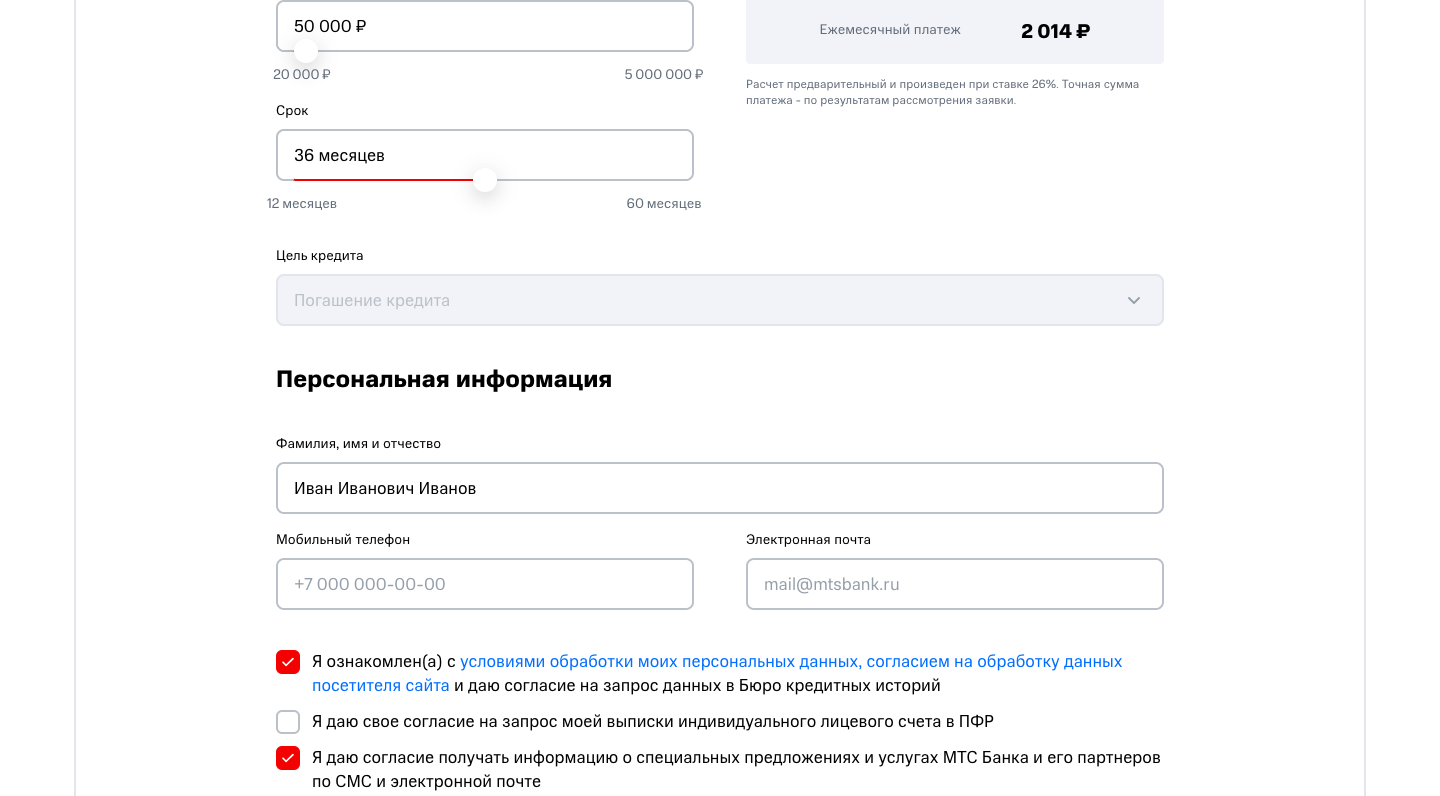 50 000 ₽
20 000 ₽
5 000 000 ₽
Ежемесячный платеж
2 014 ₽
Расчет предварительный и произведен при ставке 26%. Точная сумма
платежа - по результатам рассмотрения заявки.
Срок
36 месяцев
12 месяцев
60 месяцев
Цель кредита
Погашение кредита
Персональная информация
Фамилия, имя и отчество
Иван Иванович Иванов
Мобильный телефон
+7 000 000-00-00
Электронная почта
mail@mtsbank.ru
Я ознакомлен(а) с условиями обработки моих персональных данных, согласием на обработку данных
посетителя сайта и даю согласие на запрос данных в Бюро кредитных историй
Я даю свое согласие на запрос моей выписки индивидуального лицевого счета в ПФР
Я даю согласие получать информацию о специальных предложениях и услугах МТС Банка и его партнеров
по СМС и электронной почте